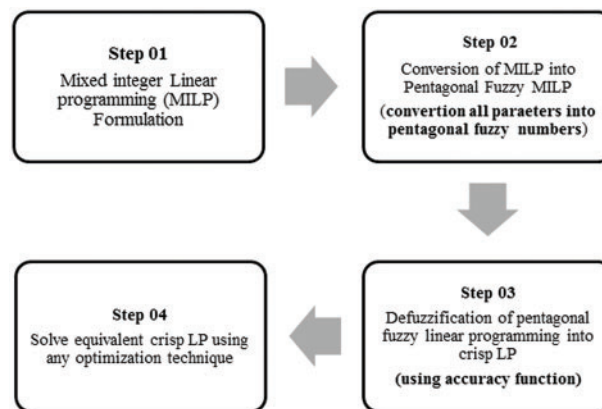 Step 01
Mixed integer Linear
programming (MILP)
Formulation
Step 02
Conversion of MILP into
Pentagonal Fuzzy MILP
(convertion all paraeters into
pentagonal fuzzy numbers)
Step 03
Defuzzification of pentagonal
fuzzy linear programming into
crisp LP
(using accuracy function)
Step 04
Solve equivalent crisp LP using
any optimization technique